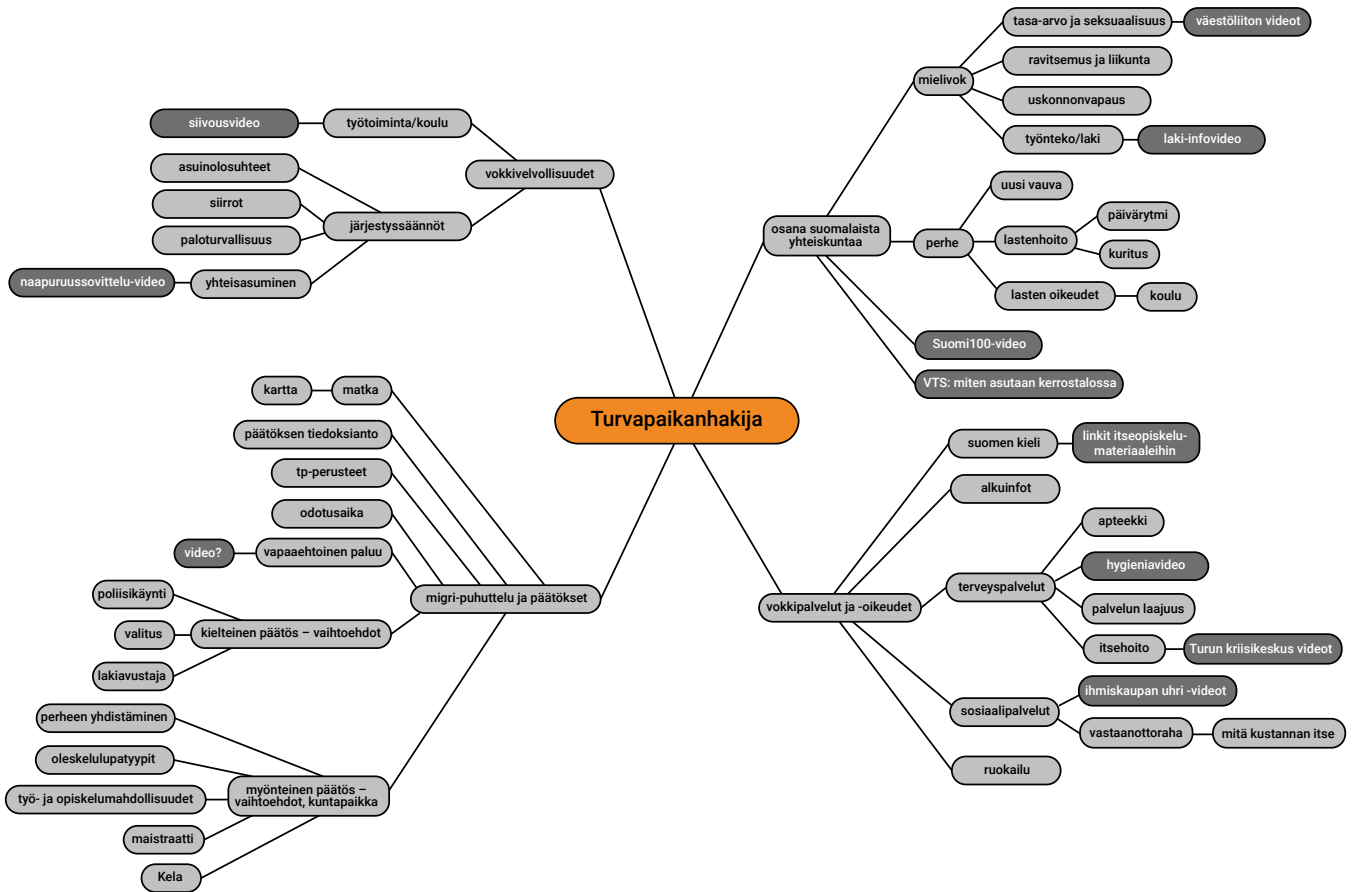 Turvapaikanhakija
vokkivelvollisuudet
työtoiminta/koulu
siivousvideo
järjestyssäännöt
asuinolosuhteet
siirrot
paloturvallisuus
yhteisasuminen
naapuruussovittelu-video
osana suomalaista
yhteiskuntaa
mielivok
tasa-arvo ja seksuaalisuus
väestöliiton videot
ravitsemus ja liikunta
uskonnonvapaus
työnteko/laki
laki-infovideo
perhe
uusi vauva
lastenhoito
päivärytmi
kuritus
lasten oikeudet
koulu
Suomi100-video
VTS: miten asutaan kerrostalossa
migri-puhuttelu ja päätökset
matka
kartta
päätöksen tiedoksianto
tp-perusteet
odotusaika
vapaaehtoinen paluu
video?
kielteinen päätös – vaihtoehdot
poliisikäynti
valitus
lakiavustaja
myönteinen päätös –
vaihtoehdot, kuntapaikka
perheen yhdistäminen
oleskelulupatyypit
työ- ja opiskelumahdollisuudet
maistraatti
Kela
vokkipalvelut ja -oikeudet
suomen kieli
linkit itseopiskelu-
materiaaleihin
alkuinfot
terveyspalvelut
apteekki
hygieniavideo
palvelun laajuus
itsehoito
Turun kriisikeskus videot
sosiaalipalvelut
ihmiskaupan uhri -videot
vastaanottoraha
mitä kustannan itse
ruokailu